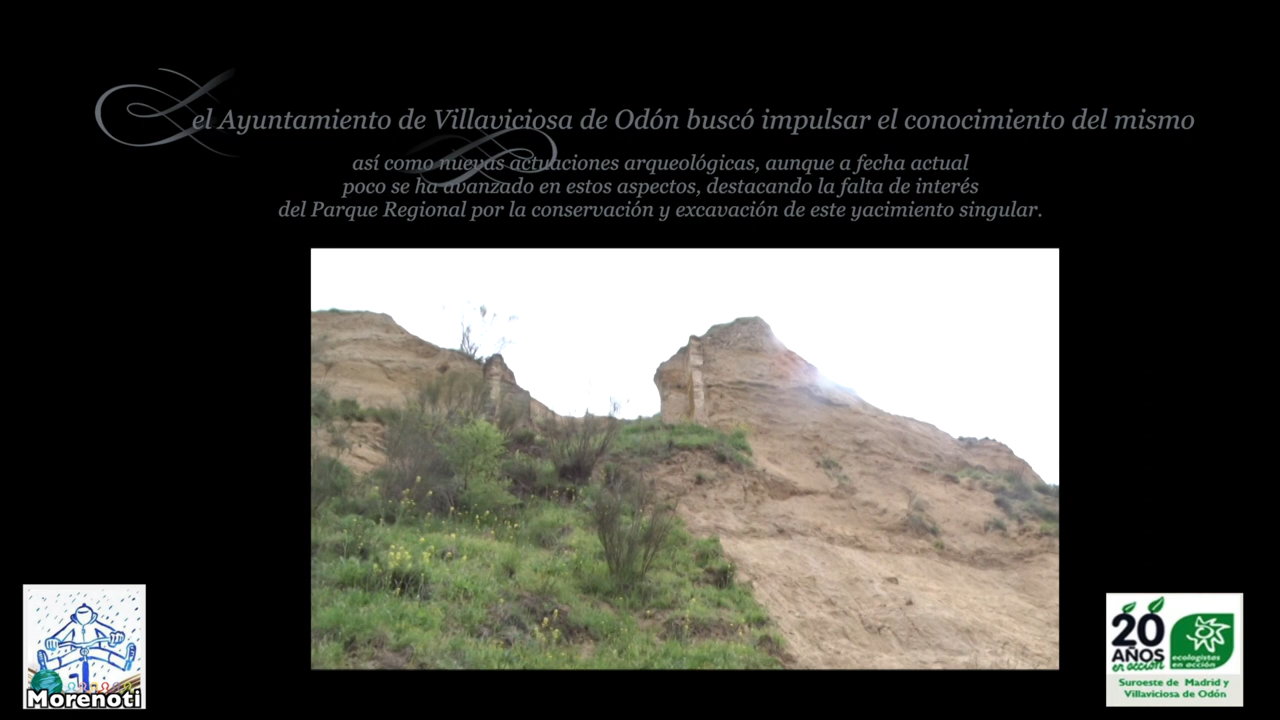 el Ayuntamiento de Villaviciosa de Odón buscó impulsar el conocimiento del mismo
así como nuevas actuaciones arqueológicas, aunque a fecha actual
poco se ha avanzado en estos aspectos, destacando la falta de interés
del Parque Regional por la conservación y excavación de este yacimiento singular.
Morenoti
20
AÑOS
en acción
ecologistas
en acción
Suroeste de Madrid y
Villaviciosa de Odón